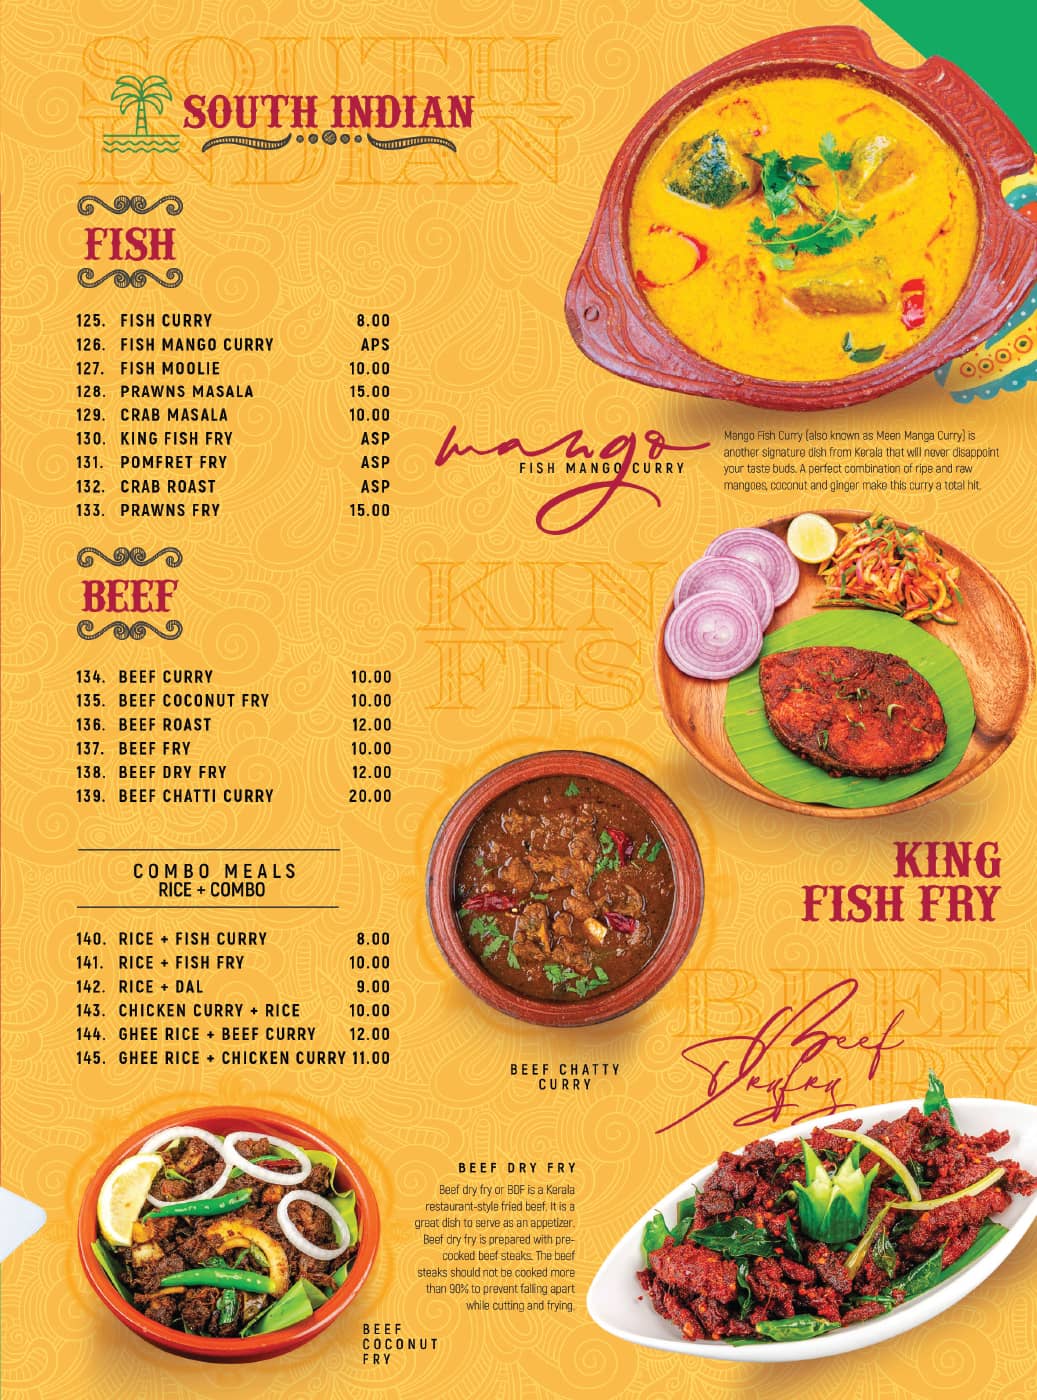 SOUTH INDIAN
SOUTH
INDIAN
FISH
125. FISH CURRY 8.00
126. FISH MANGO CURRY APS
127. FISH MOOLIE 10.00
128. PRAWNS MASALA 15.00
129. CRAB MASALA 10.00
130. KING FISH FRY ASP
131. POMFRET FRY ASP
132. CRAB ROAST ASP
133. PRAWNS FRY 15.00
mango
FISH MANGO CURRY
Mango Fish Curry (also known as Meen Manga Curry) is
another signature dish from Kerala that will never disappoint
your taste buds. A perfect combination of ripe and raw
mangoes, coconut and ginger make this curry a total hit.
BEEF
134. BEEF CURRY 10.00
135. BEEF COCONUT FRY 10.00
136. BEEF ROAST 12.00
137. BEEF FRY 10.00
138. BEEF DRY FRY 12.00
139. BEEF CHATTI CURRY 20.00
KIN
FIS
KING
FISH FRY
COMBO MEALS
RICE + COMBO
140. RICE + FISH CURRY 8.00
141. RICE + FISH FRY 10.00
142. RICE + DAL 9.00
143. CHICKEN CURRY + RICE 10.00
144. GHEE RICE + BEEF CURRY 12.00
145. GHEE RICE + CHICKEN CURRY 11.00
BEEF CHATTY
CURRY
BEEF
DRY
Beef
Dryfry
BEEF DRY FRY
Beef dry fry or BDF is a Kerala
restaurant-style fried beef. It is a
great dish to serve as an appetizer.
Beef dry fry is prepared with pre-
cooked beef steaks. The beef
steaks should not be cooked more
than 90% to prevent falling apart
while cutting and frying.
BEEF
COCONUT
FRY